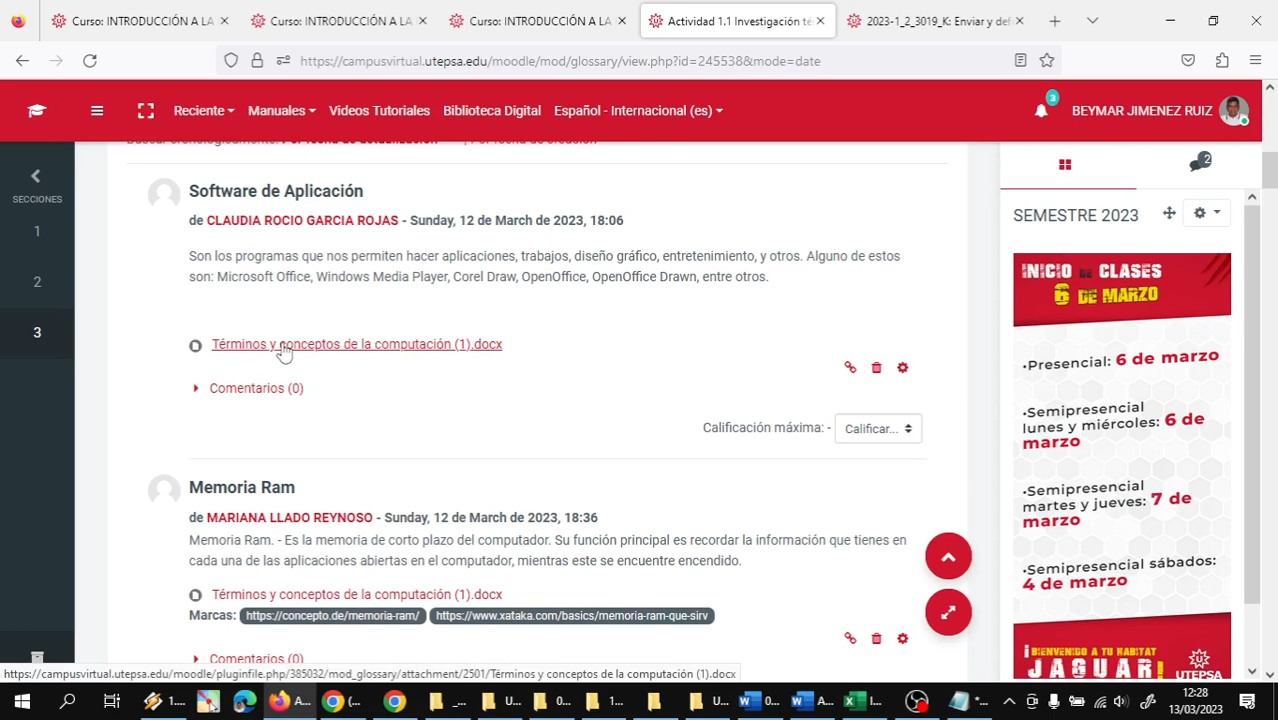 Curso: INTRODUCCIÓN A LA
Curso: INTRODUCCIÓN A LA
Curso: INTRODUCCIÓN A LA
Actividad 1.1 Investigación té
2023-1_2_3019_K: Enviar y def
https://campusvirtual.utepsa.edu/moodle/mod/glossary/view.php?id=245538&mode=date
Reciente
Manuales
Videos Tutoriales
Biblioteca Digital
Español - Internacional (es)
3
BEYMAR JIMENEZ RUIZ
SECCIONES
1
2
3
Software de Aplicación
de CLAUDIA ROCIO GARCIA ROJAS - Sunday, 12 de March de 2023, 18:06
Son los programas que nos permiten hacer aplicaciones, trabajos, diseño gráfico, entretenimiento, y otros. Alguno de estos
son: Microsoft Office, Windows Media Player, Corel Draw, OpenOffice, OpenOffice Drawn, entre otros.
Términos y conceptos de la computación (1).docx
Comentarios (0)
Calificación máxima: -
Calificar...
Memoria Ram
de MARIANA LLADO REYNOSO - Sunday, 12 de March de 2023, 18:36
Memoria Ram. - Es la memoria de corto plazo del computador. Su función principal es recordar la información que tienes en
cada una de las aplicaciones abiertas en el computador, mientras este se encuentre encendido.
Términos y conceptos de la computación (1).docx
Marcas: https://concepto.de/memoria-ram/ https://www.xataka.com/basics/memoria-ram-que-sirv
Comentarios (0)
2
SEMESTRE 2023
INICIO DE CLASES
6 DE MARZO
•Presencial: 6 de marzo
•Semipresencial
lunes y miércoles: 6 de
marzo
•Semipresencial
martes y jueves: 7 de
marzo
•Semipresencial sábados:
4 de marzo
¡BIENVENIDO A TU HABITAT
JAGUAR!
UTEPSA
https://campusvirtual.utepsa.edu/moodle/pluginfile.php/385032/mod_glossary/attachment/2501/Términos y conceptos de la computación (1).docx
1....
A...
(...
_...
U...
0...
1...
U...
0...
A...
I...
(...
12:28
13/03/2023